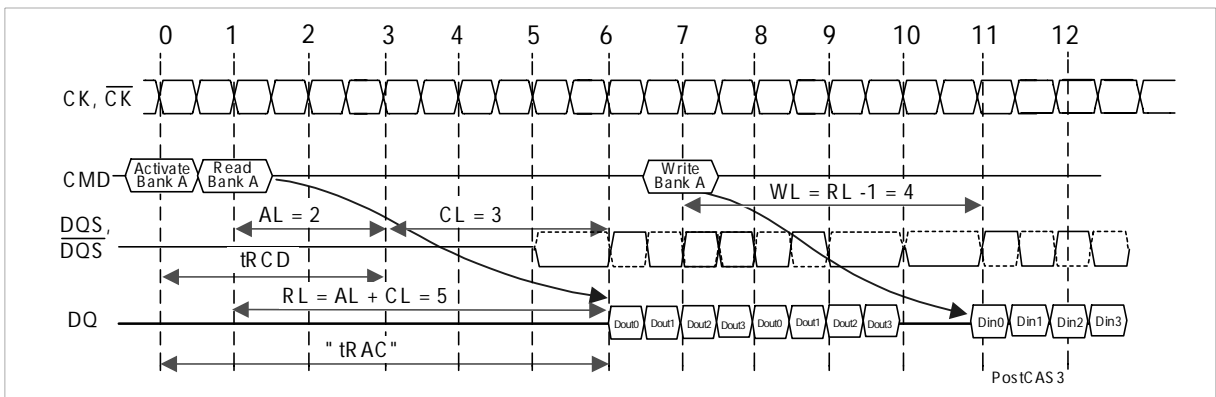 0 1 2 3 4 5 6 7 8 9 10 11 12
CK, CK
CMD
Activate Bank A
Read Bank A
Write Bank A
WL = RL -1 = 4
AL = 2
CL = 3
DQS,
DQS
tRCD
RL = AL + CL = 5
DQ
Dout0 Dout1 Dout2 Dout3 Dout0 Dout1 Dout2 Dout3
Din0 Din1 Din2 Din3
" tRAC"
PostCAS3